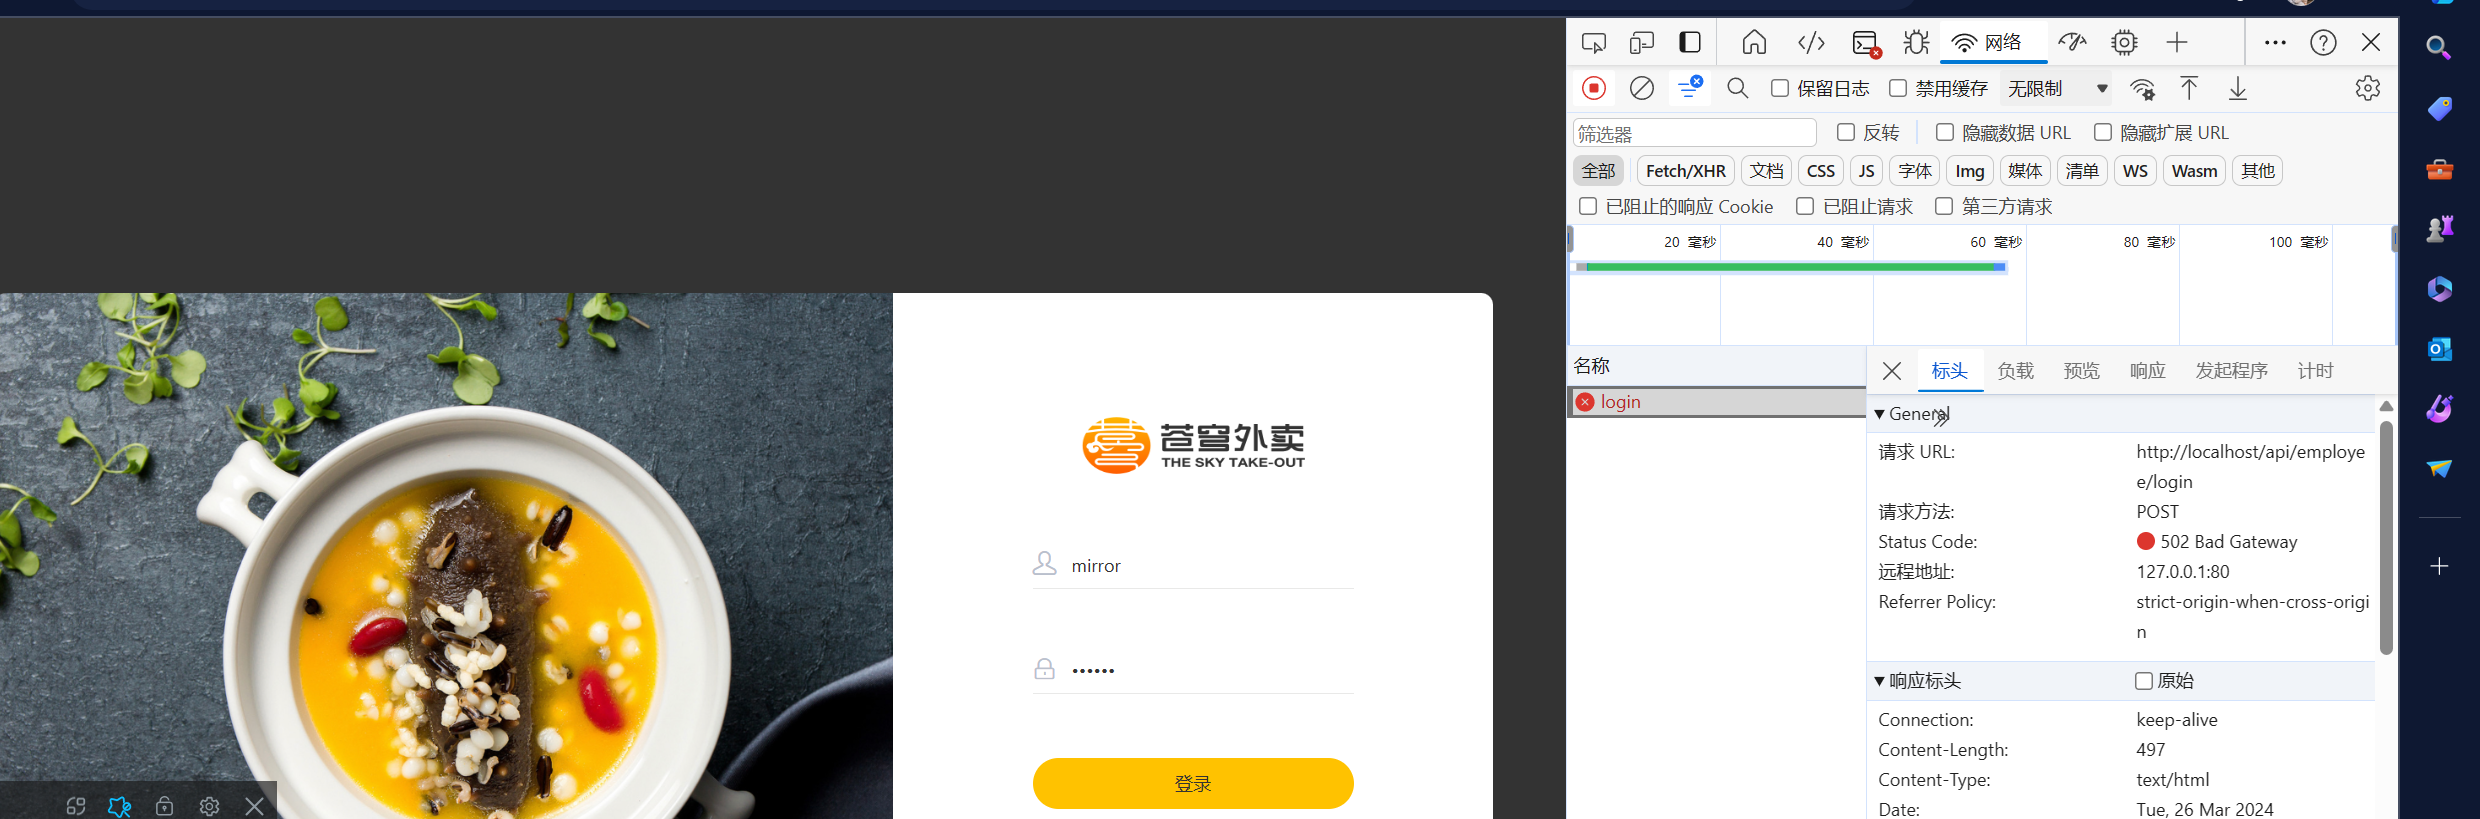 网络
保留日志
禁用缓存
无限制
筛选器
反转
隐藏数据 URL
隐藏扩展 URL
全部
Fetch/XHR
文档
CSS
JS
字体
Img
媒体
清单
WS
Wasm
其他
已阻止的响应 Cookie
已阻止请求
第三方请求
20 毫秒
40 毫秒
60 毫秒
80 毫秒
100 毫秒
名称
login
标头
负载
预览
响应
发起程序
计时
General
请求 URL:
http://localhost/api/employe
e/login
请求方法:
POST
Status Code:
502 Bad Gateway
远程地址:
127.0.0.1:80
Referrer Policy:
strict-origin-when-cross-origi
n
响应标头
原始
Connection:
keep-alive
Content-Length:
497
Content-Type:
text/html
Date:
Tue, 26 Mar 2024
苍穹外卖
THE SKY TAKE-OUT
mirror
••••••
登录